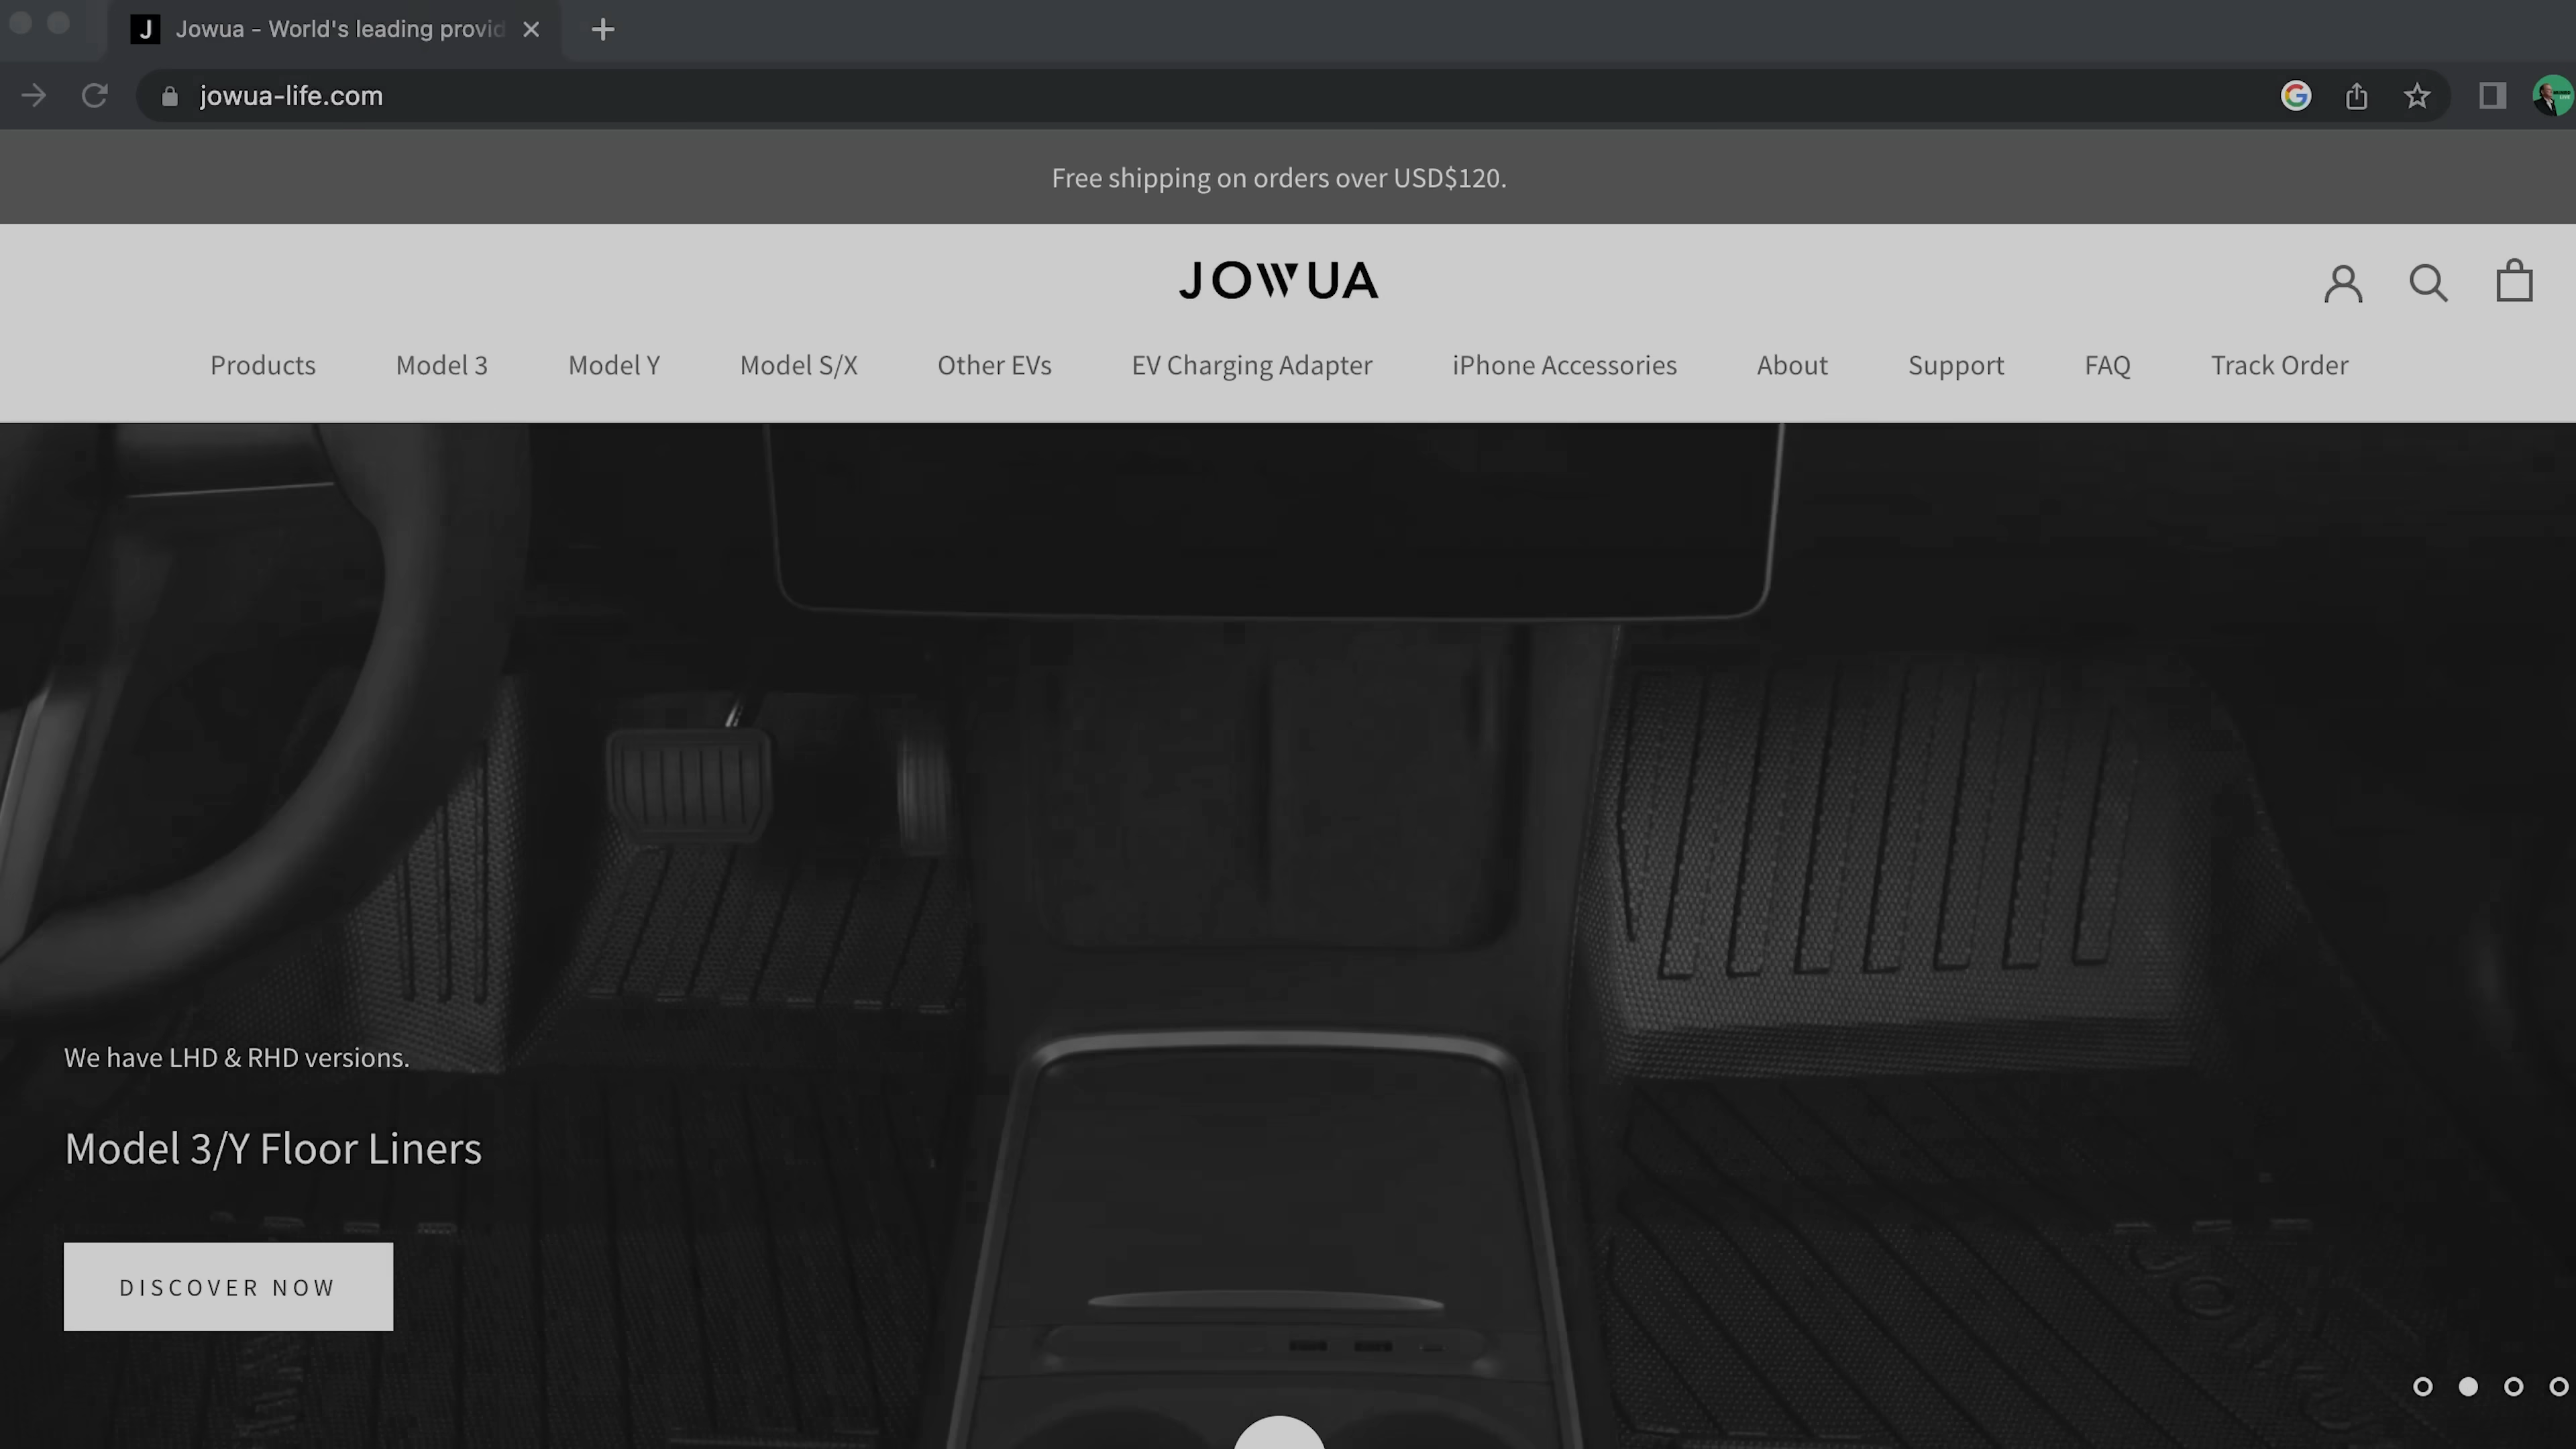 J Jowua - World's leading provid
jowua-life.com
Free shipping on orders over USD$120.
JOWUA
Products Model 3 Model Y Model S/X Other EVs EV Charging Adapter iPhone Accessories About Support FAQ Track Order
We have LHD & RHD versions.
Model 3/Y Floor Liners
DISCOVER NOW
JOWUA